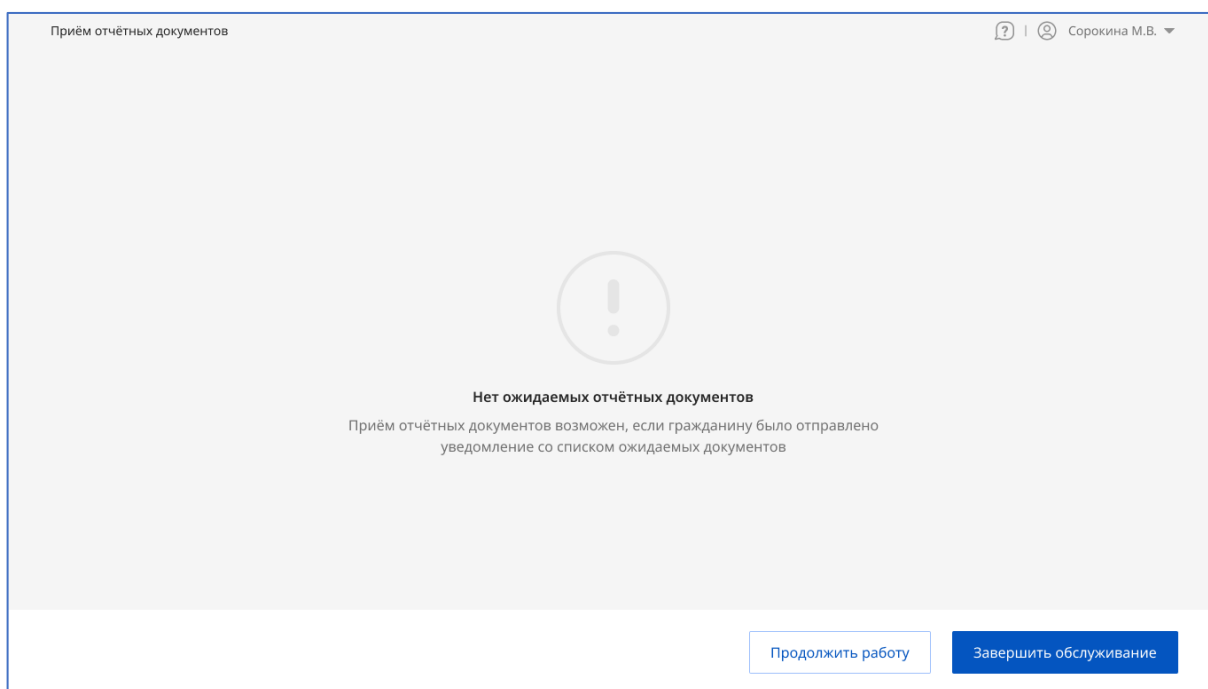 Приём отчётных документов
? | Сорокина М.В.
Нет ожидаемых отчётных документов
Приём отчётных документов возможен, если гражданину было отправлено
уведомление со списком ожидаемых документов
Продолжить работу
Завершить обслуживание